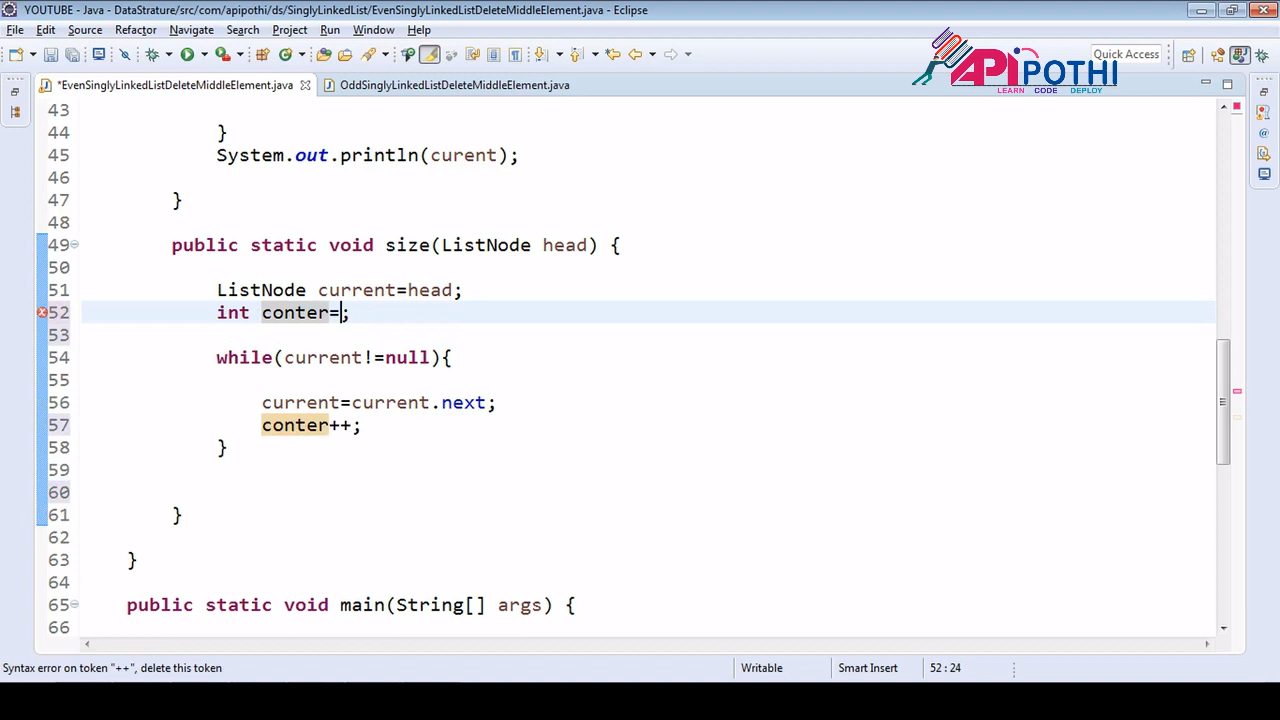 YOUTUBE - Java - DataStrature/src/com/apipothi/ds/SinglyLinkedList/EvenSinglyLinkedListDeleteMiddleElement.java - Eclipse
File Edit Source Refactor Navigate Search Project Run Window Help
Quick Access
APIPOTHI
LEARN CODE DEPLOY
*EvenSinglyLinkedListDeleteMiddleElement.java OddSinglyLinkedListDeleteMiddleElement.java
43
44 }
45 System.out.println(curent);
46
47 }
48
49 public static void size(ListNode head) {
50
51 ListNode current=head;
52 int conter=;
53
54 while(current!=null){
55
56 current=current.next;
57 conter++;
58 }
59
60
61 }
62
63 }
64
65 public static void main(String[] args) {
66
Syntax error on token "++", delete this token Writable Smart Insert 52 : 24